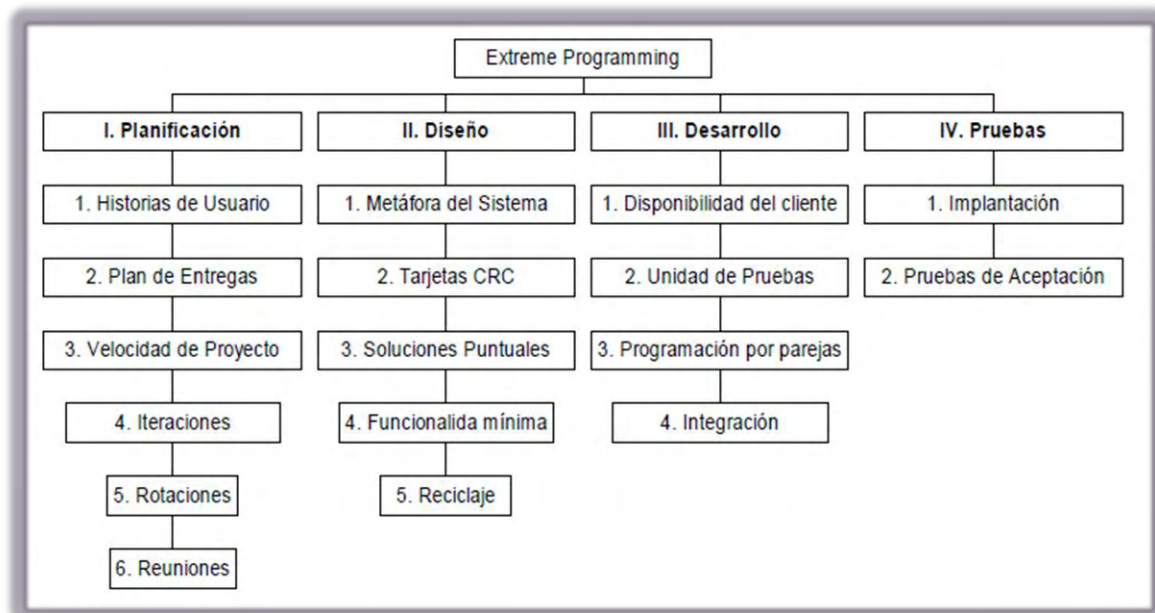 Extreme Programming
I. Planificación
1. Historias de Usuario
2. Plan de Entregas
3. Velocidad de Proyecto
4. Iteraciones
5. Rotaciones
6. Reuniones
II. Diseño
1. Metáfora del Sistema
2. Tarjetas CRC
3. Soluciones Puntuales
4. Funcionalida mínima
5. Reciclaje
III. Desarrollo
1. Disponibilidad del cliente
2. Unidad de Pruebas
3. Programación por parejas
4. Integración
IV. Pruebas
1. Implantación
2. Pruebas de Aceptación